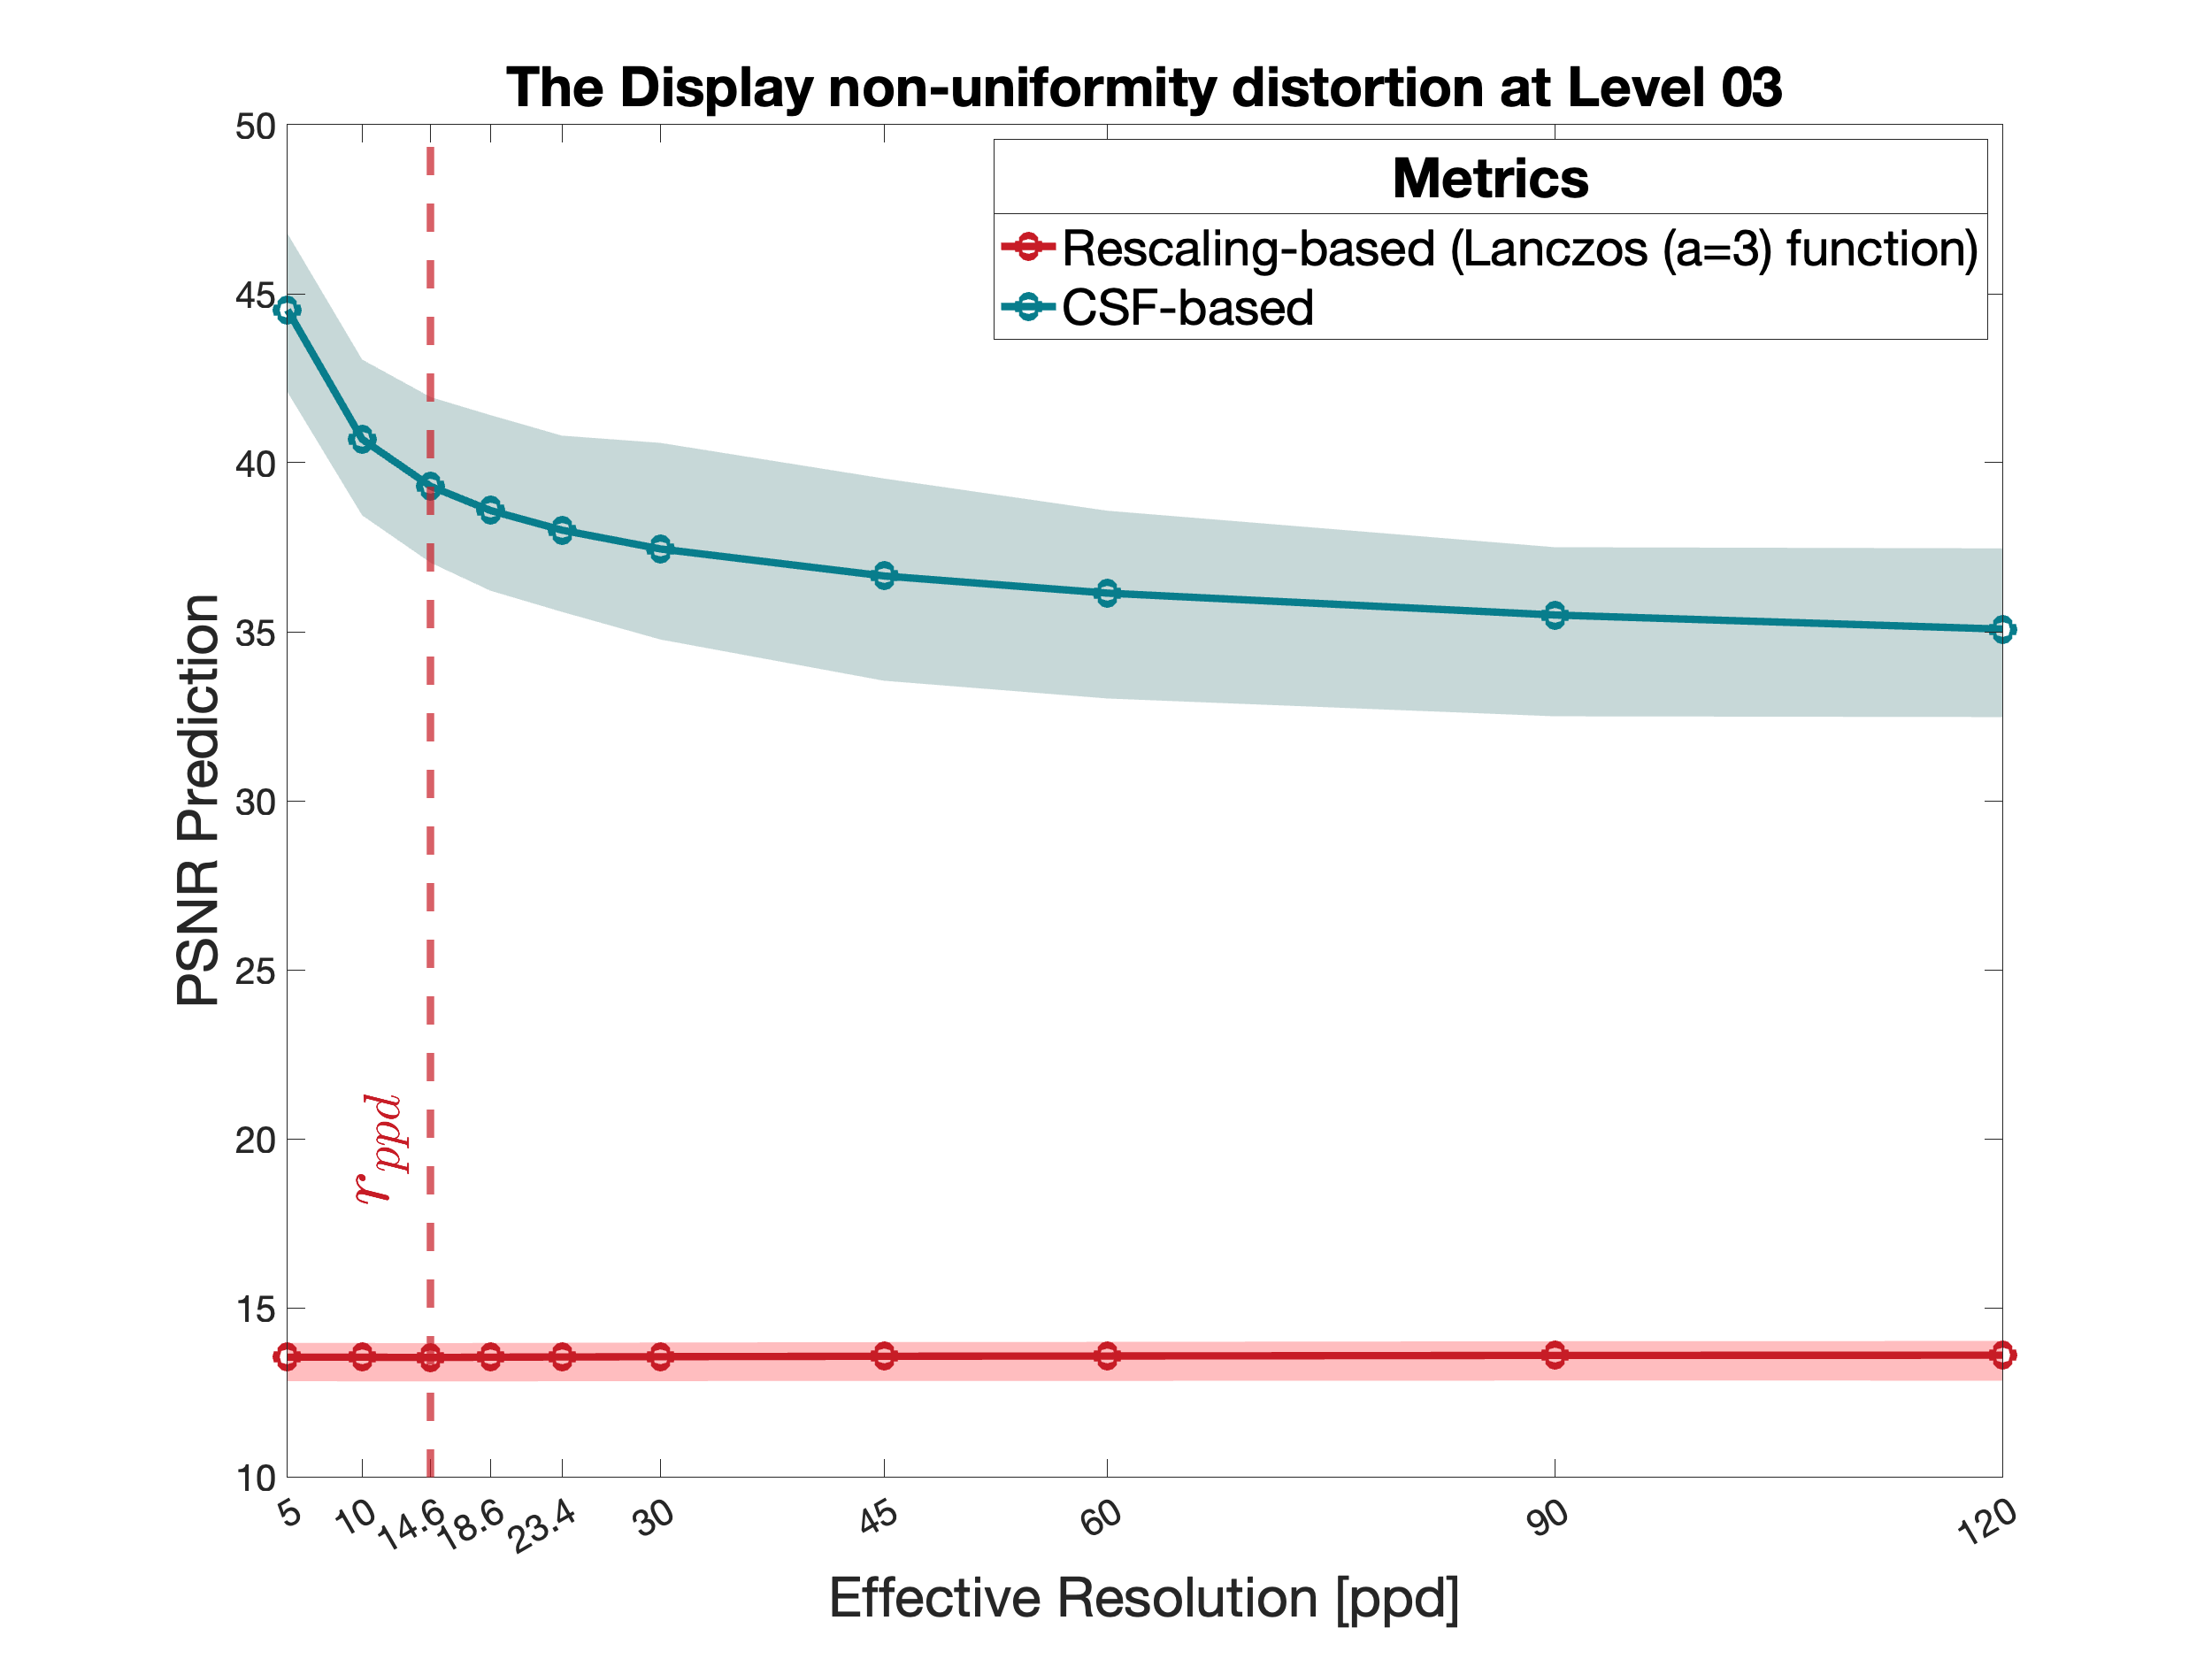 The Display non-uniformity distortion at Level 03
Metrics
Rescaling-based (Lanczos (a=3) function)
CSF-based
PSNR Prediction
50
45
40
35
30
25
20
15
10
r_ppd
5 10 14.6 18.6 23.4 30 45 60 90 120
Effective Resolution [ppd]